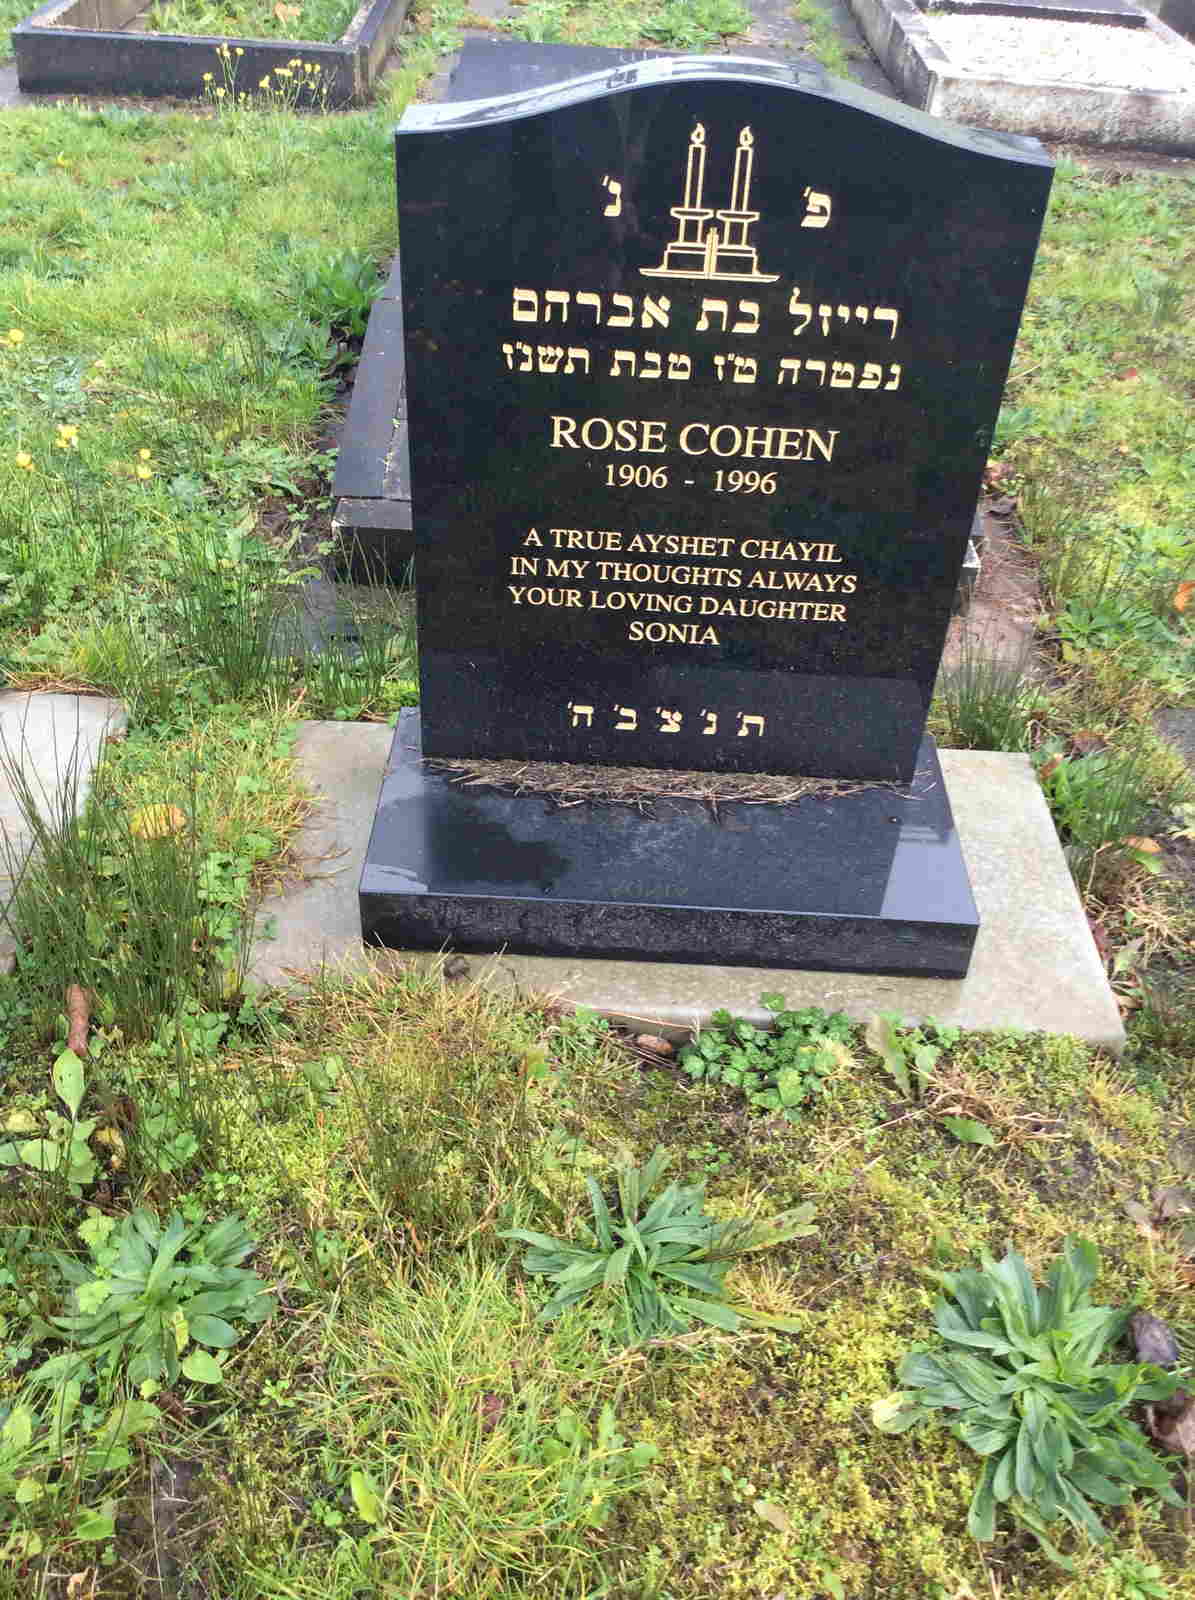 פ' נ'
רייזל בת אברהם
נפטרה ט"ז טבת תשנ"ז
ROSE COHEN
1906 - 1996
A TRUE AYSHET CHAYIL
IN MY THOUGHTS ALWAYS
YOUR LOVING DAUGHTER
SONIA
ת' נ' צ' ב' ה'